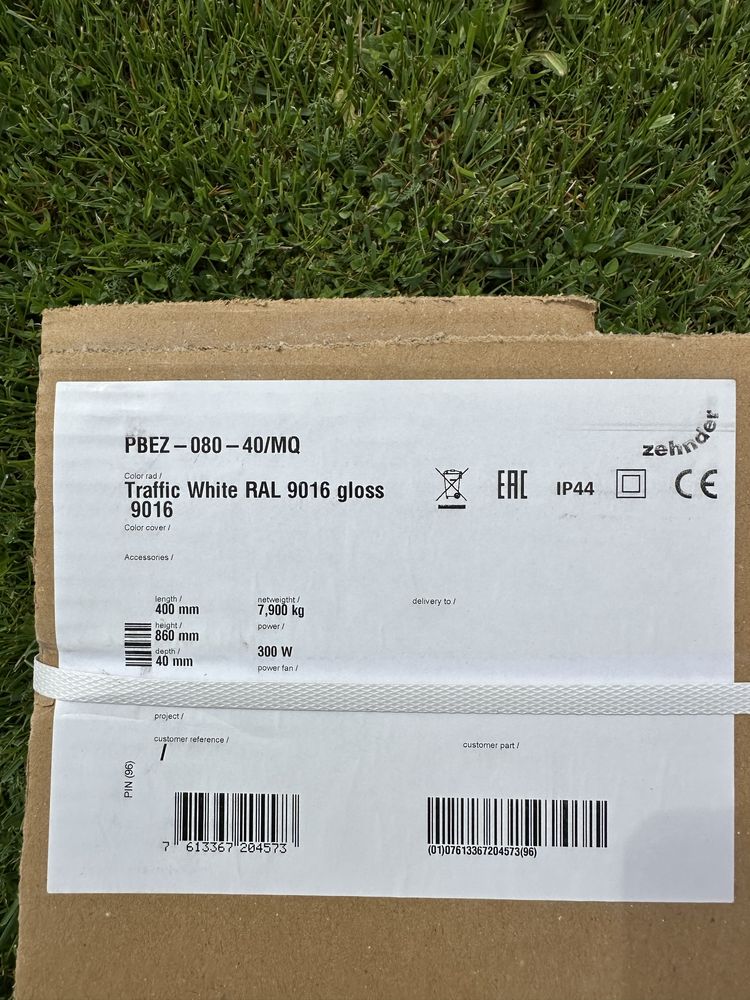 zehnder
PBEZ – 080 – 40/MQ
Color rad /
Traffic White RAL 9016 gloss
9016
EAC IP44 CE
Color cover /
Accessories /
length /
400 mm
netweigtht /
7,900 kg
delivery to /
height /
860 mm
power /
300 W
depth /
40 mm
power fan /
project /
customer reference /
/
customer part /
PIN (96)
7 613367 204573
(01)07613367204573(96)